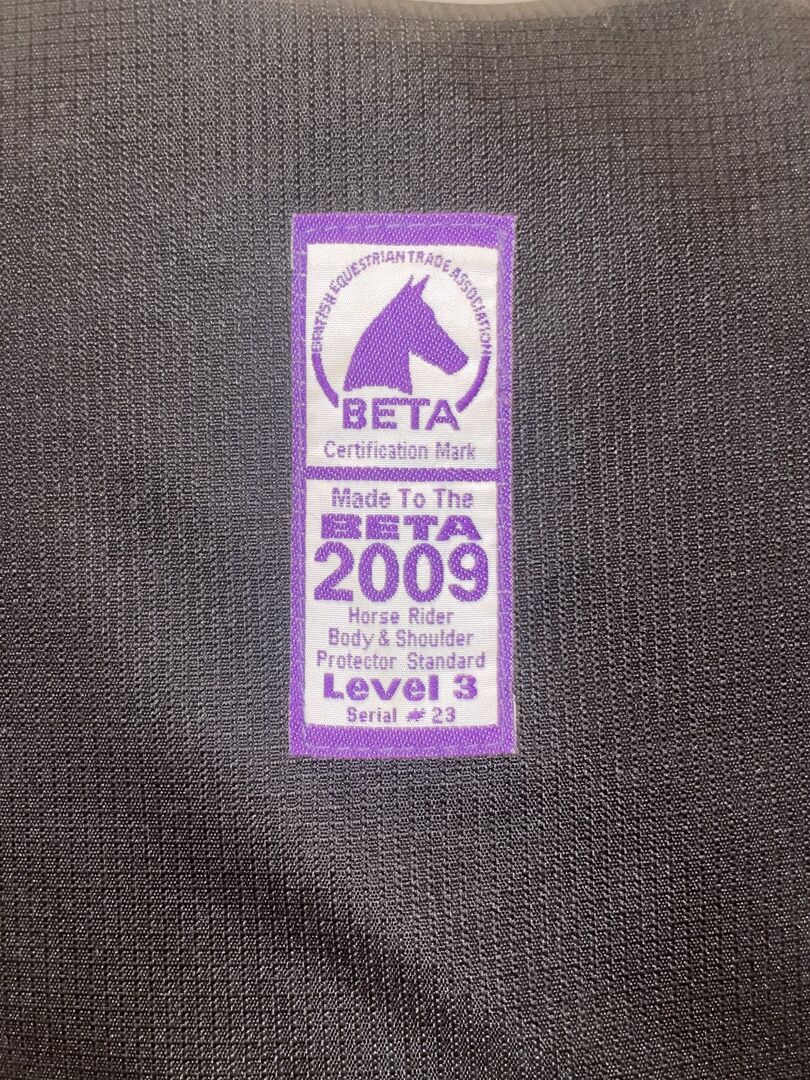 BRITISH EQUESTRIAN TRADE ASSOCIATION
BETA
Certification Mark
Made To The
BETA
2009
Horse Rider
Body & Shoulder
Protector Standard
Level 3
Serial # 23